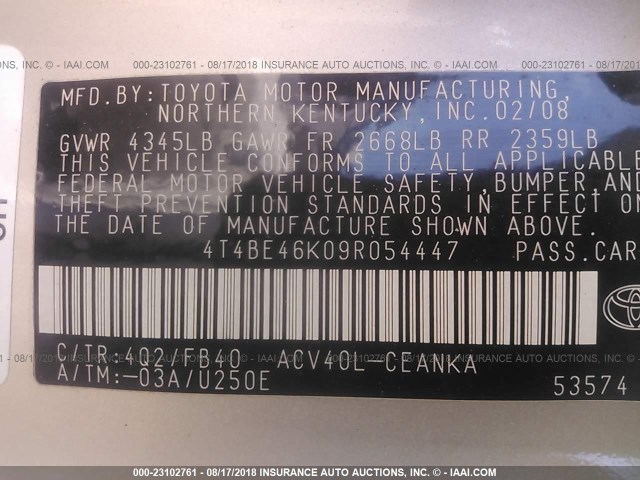 000-23102761 - 08/17/2018 INSURANCE AUTO AUCTIONS, INC. - © IAAI.COM
MFD.BY:TOYOTA MOTOR MANUFACTURING,
NORTHERN KENTUCKY,INC.02/08
GVWR 4345LB GAWR FR 2668LB RR 2359LB
THIS VEHICLE CONFORMS TO ALL APPLICABLE
FEDERAL MOTOR VEHICLE SAFETY,BUMPER,AND
THEFT PREVENTION STANDARDS IN EFFECT ON
THE DATE OF MANUFACTURE SHOWN ABOVE.
4T4BE46K09R054447 PASS.CAR
C/TR:4Q2/FB40 ACV40L-CEANKA
A/TM:-03A/U250E
53574
000-23102761 - 08/17/2018 INSURANCE AUTO AUCTIONS, INC. - © IAAI.COM